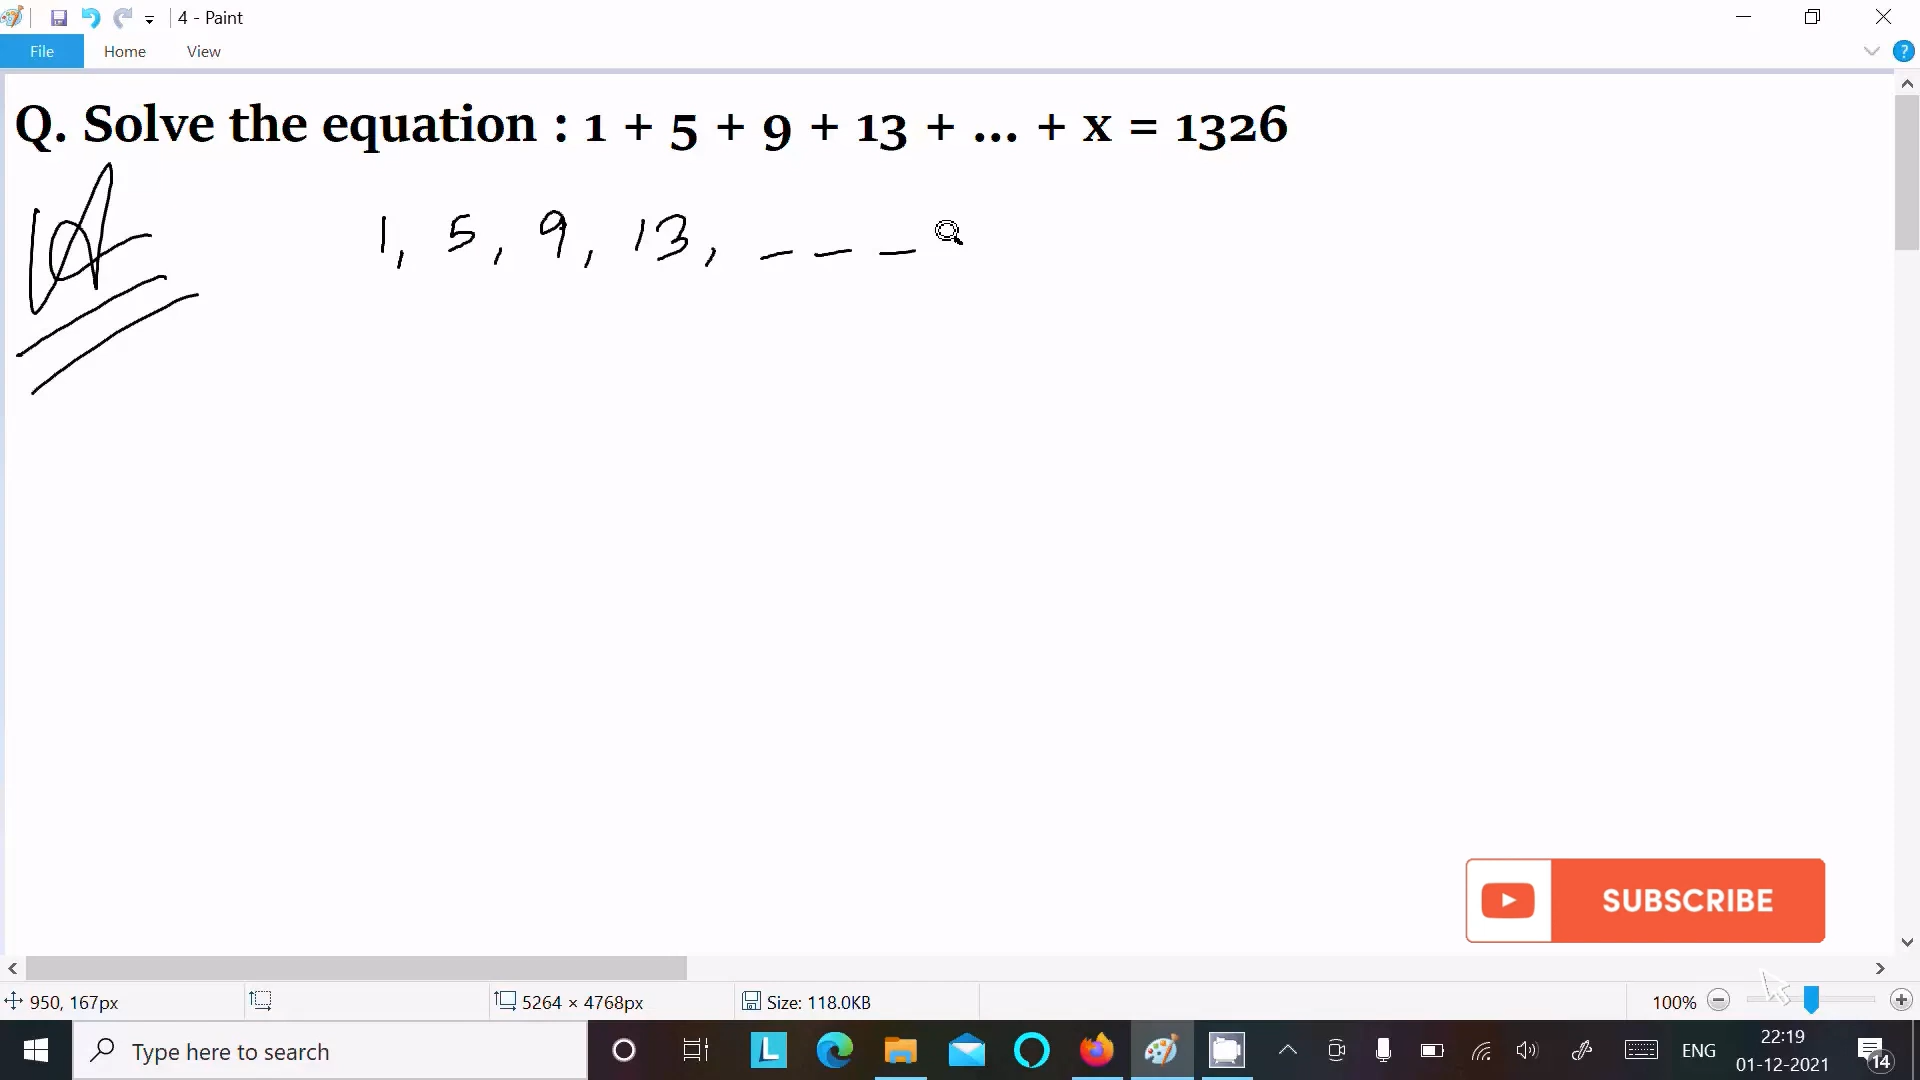 4 - Paint
File Home View
Q. Solve the equation : 1 + 5 + 9 + 13 + ... + x = 1326
1, 5, 9, 13, _ _ _
SUBSCRIBE
950, 167px 5264 × 4768px Size: 118.0KB 100%
Type here to search
L
ENG
22:19
01-12-2021
14